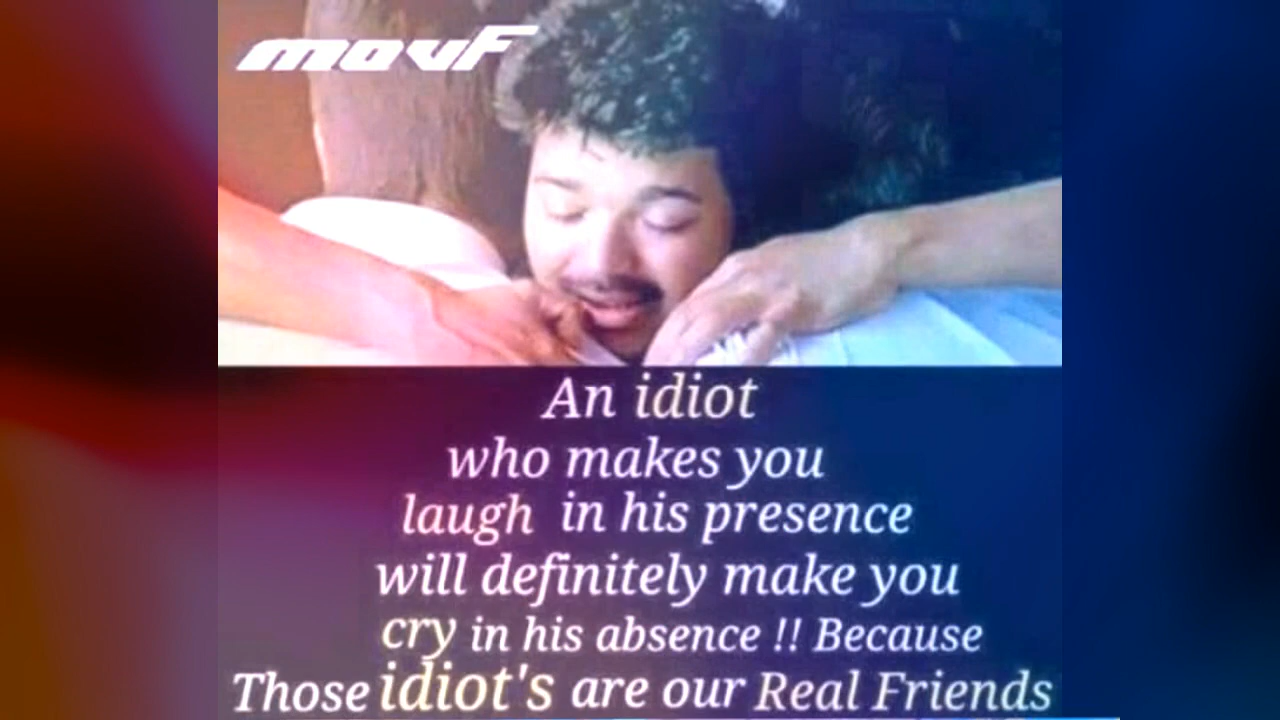 movF
An idiot
who makes you
laugh in his presence
will definitely make you
cry in his absence !! Because
Those idiot's are our Real Friends